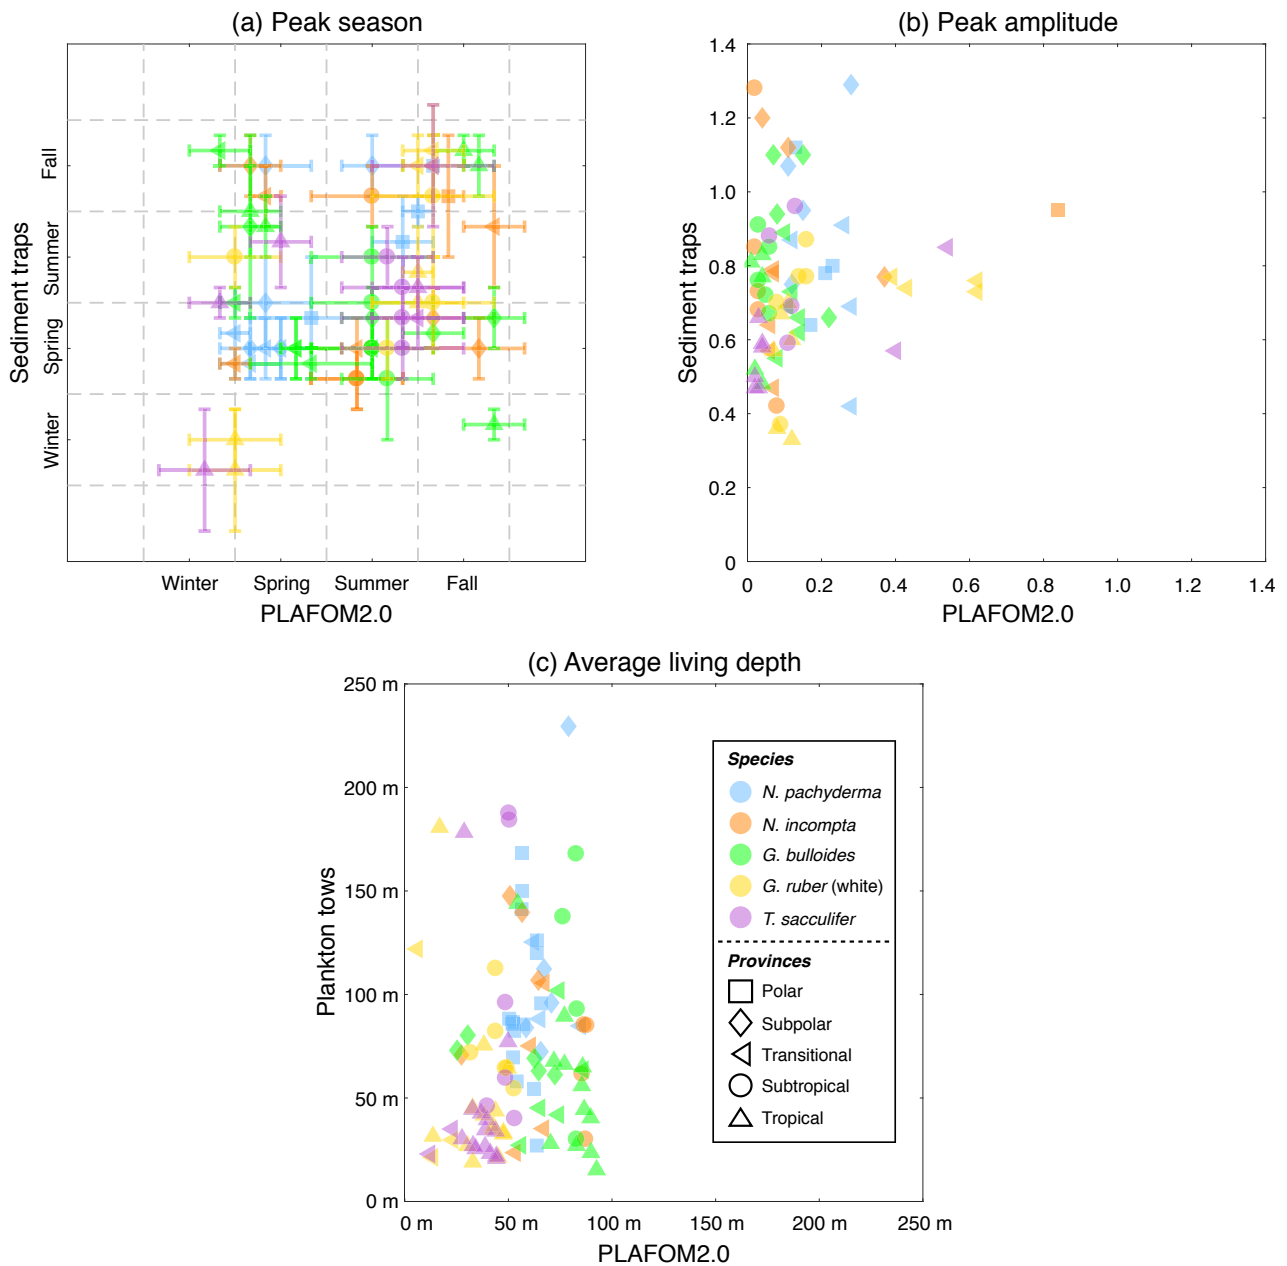 (a) Peak season
Sediment traps
Fall
Summer
Spring
Winter
Winter Spring Summer Fall
PLAFOM2.0
(b) Peak amplitude
Sediment traps
1.4
1.2
1.0
0.8
0.6
0.4
0.2
0
0 0.2 0.4 0.6 0.8 1.0 1.2 1.4
PLAFOM2.0
(c) Average living depth
Plankton tows
250 m
200 m
150 m
100 m
50 m
0 m
0 m 50 m 100 m 150 m 200 m 250 m
PLAFOM2.0
Species
N. pachyderma
N. incompta
G. bulloides
G. ruber (white)
T. sacculifer
Provinces
Polar
Subpolar
Transitional
Subtropical
Tropical